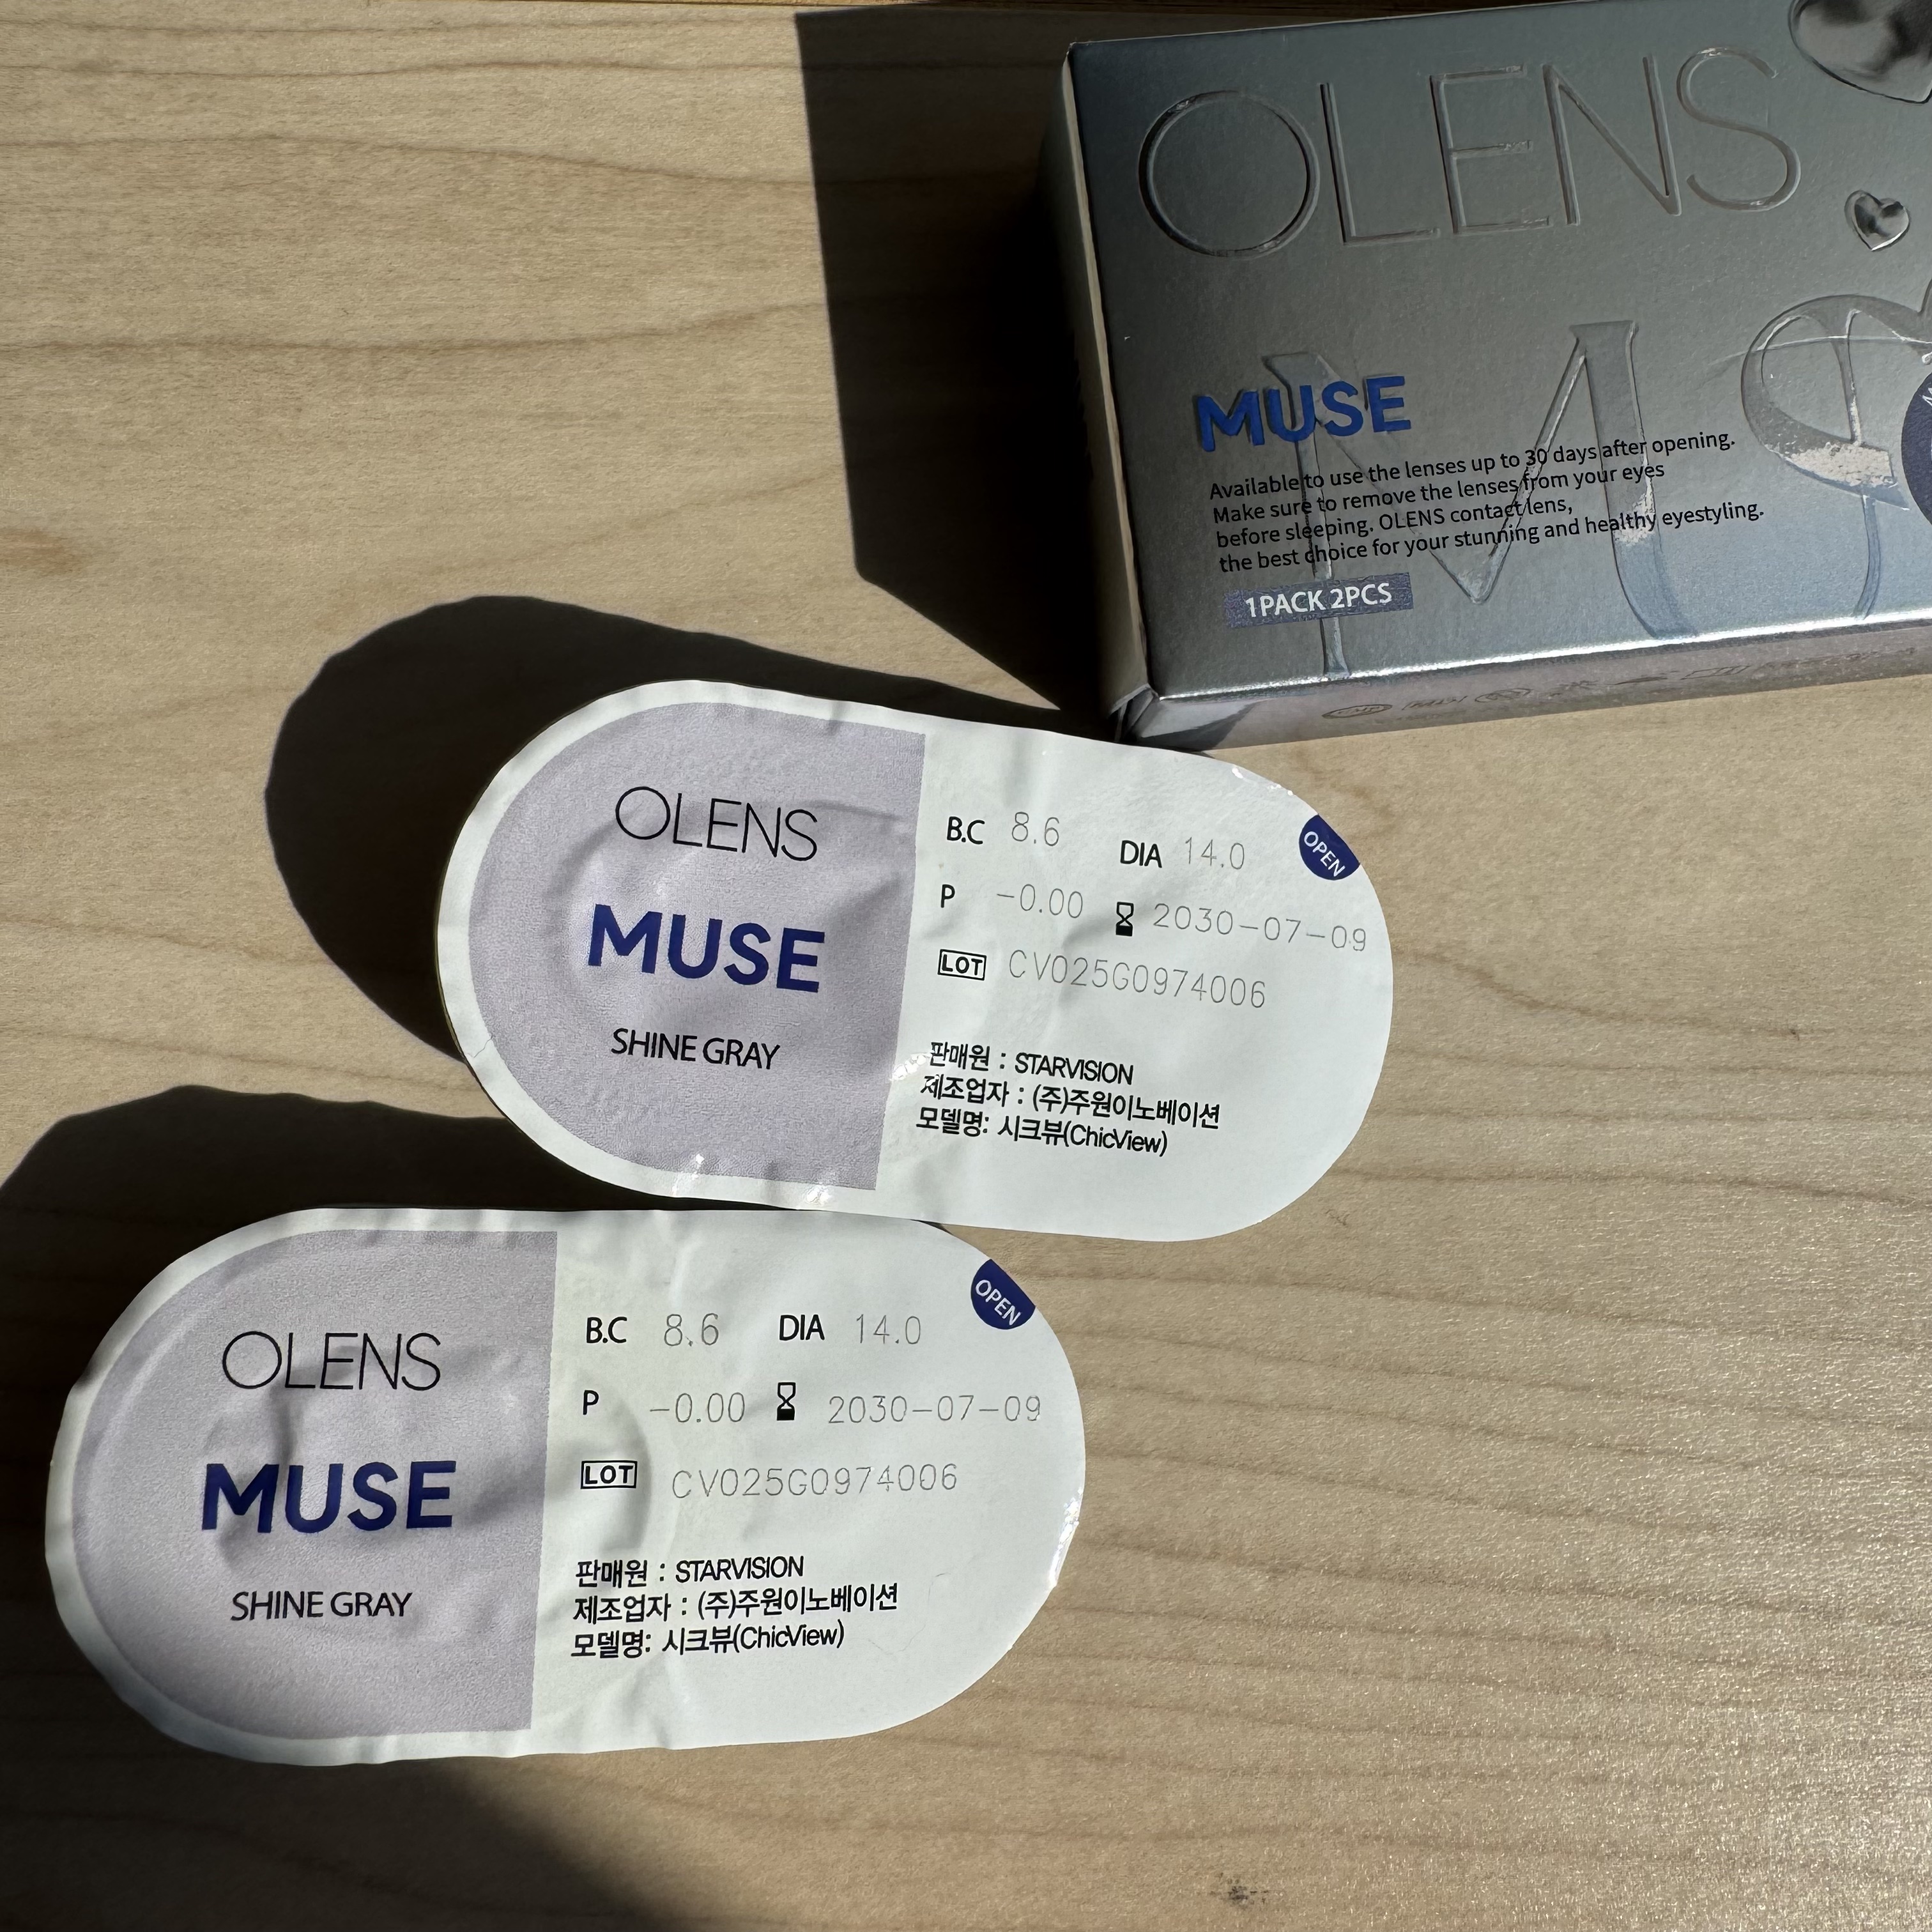 OLENS
MUSE
Available to use the lenses up to 30 days after opening.
Make sure to remove the lenses from your eyes
before sleeping, OLENS contact lens,
the best choice for your stunning and healthy eyestyling.
1PACK 2PCS
OLENS
MUSE
SHINE GRAY
B.C 8.6 DIA 14.0
OPEN
P -0.00 2030-07-09
LOT CV025G0974006
판매원 : STARVISION
제조업자 : (주)주원이노베이션
모델명: 시크뷰(ChicView)
OLENS
MUSE
SHINE GRAY
B.C 8.6 DIA 14.0
OPEN
P -0.00 2030-07-09
LOT CV025G0974006
판매원 : STARVISION
제조업자 : (주)주원이노베이션
모델명: 시크뷰(ChicView)